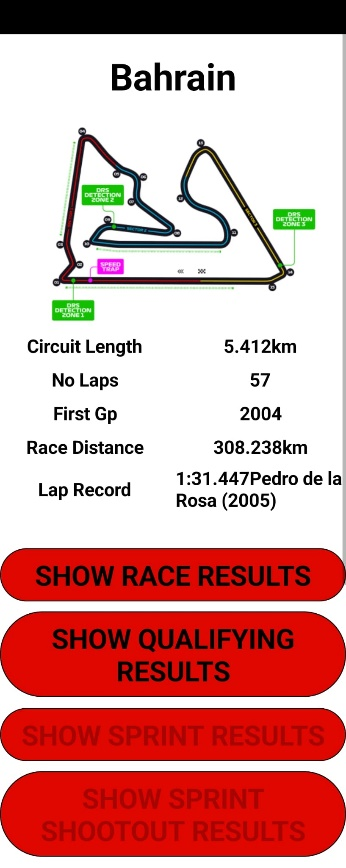 Bahrain
DRS
DETECTION
ZONE 2
DRS
DETECTION
ZONE 3
SPEED
TRAP
DRS
DETECTION
ZONE 1
Circuit Length 5.412km
No Laps 57
First Gp 2004
Race Distance 308.238km
Lap Record 1:31.447Pedro de la
Rosa (2005)
SHOW RACE RESULTS
SHOW QUALIFYING
RESULTS
SHOW SPRINT RESULTS
SHOW SPRINT
SHOOTOUT RESULTS